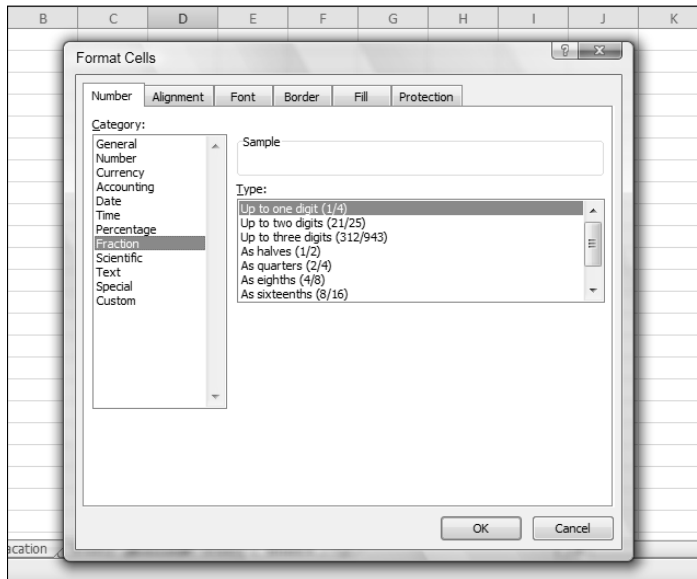 B C D E F G H I J K
Format Cells
?
Number Alignment Font Border Fill Protection
Category:
General
Number
Currency
Accounting
Date
Time
Percentage
Fraction
Scientific
Text
Special
Custom
Sample
Type:
Up to one digit (1/4)
Up to two digits (21/25)
Up to three digits (312/943)
As halves (1/2)
As quarters (2/4)
As eighths (4/8)
As sixteenths (8/16)
OK Cancel
acation